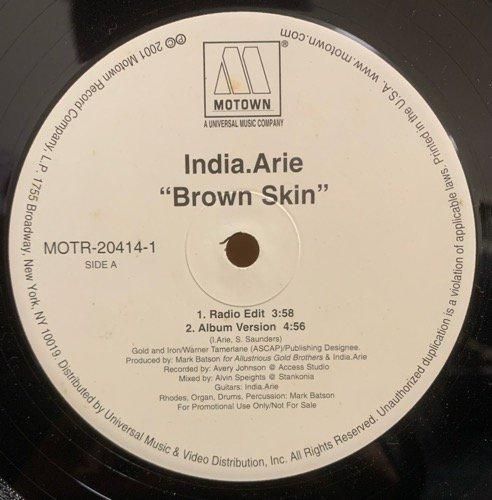 MOTOWN®
A UNIVERSAL MUSIC COMPANY
India.Arie
“Brown Skin”
MOTR-20414-1
SIDE A
1. Radio Edit 3:58
2. Album Version 4:56
(I.Arie, S. Saunders)
Gold and Iron/Warner Tamerlane (ASCAP)/Publishing Designee.
Produced by: Mark Batson for Allustrious Gold Brothers & India.Arie
Recorded by: Avery Johnson @ Access Studio
Mixed by: Alvin Speights @ Stankonia
Guitars: India.Arie
Rhodes, Organ, Drums, Percussion: Mark Batson
For Promotional Use Only/Not For Sale
℗© 2001 Motown Record Company, L.P. 1755 Broadway, New York, NY 10019. Distributed by Universal Music & Video Distribution, Inc. All Rights Reserved. Unauthorized duplication is a violation of applicable laws. Printed in the U.S.A. www.motown.com